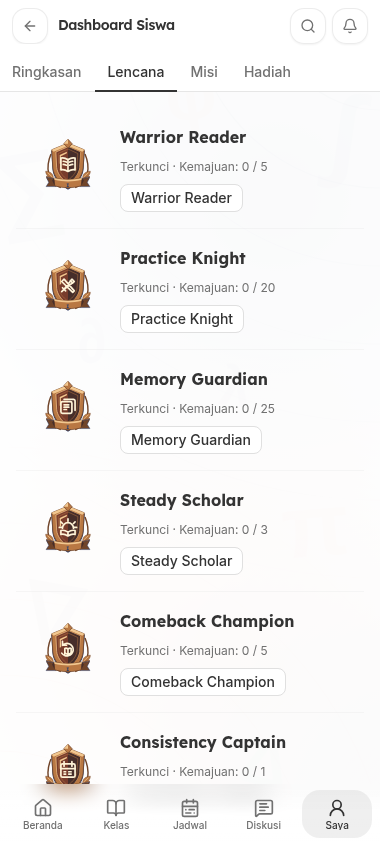 Dashboard Siswa
Ringkasan Lencana Misi Hadiah
Warrior Reader
Terkunci · Kemajuan: 0 / 5
Warrior Reader
Practice Knight
Terkunci · Kemajuan: 0 / 20
Practice Knight
Memory Guardian
Terkunci · Kemajuan: 0 / 25
Memory Guardian
Steady Scholar
Terkunci · Kemajuan: 0 / 3
Steady Scholar
Comeback Champion
Terkunci · Kemajuan: 0 / 5
Comeback Champion
Consistency Captain
Terkunci · Kemajuan: 0 / 1
Beranda Kelas Jadwal Diskusi Saya